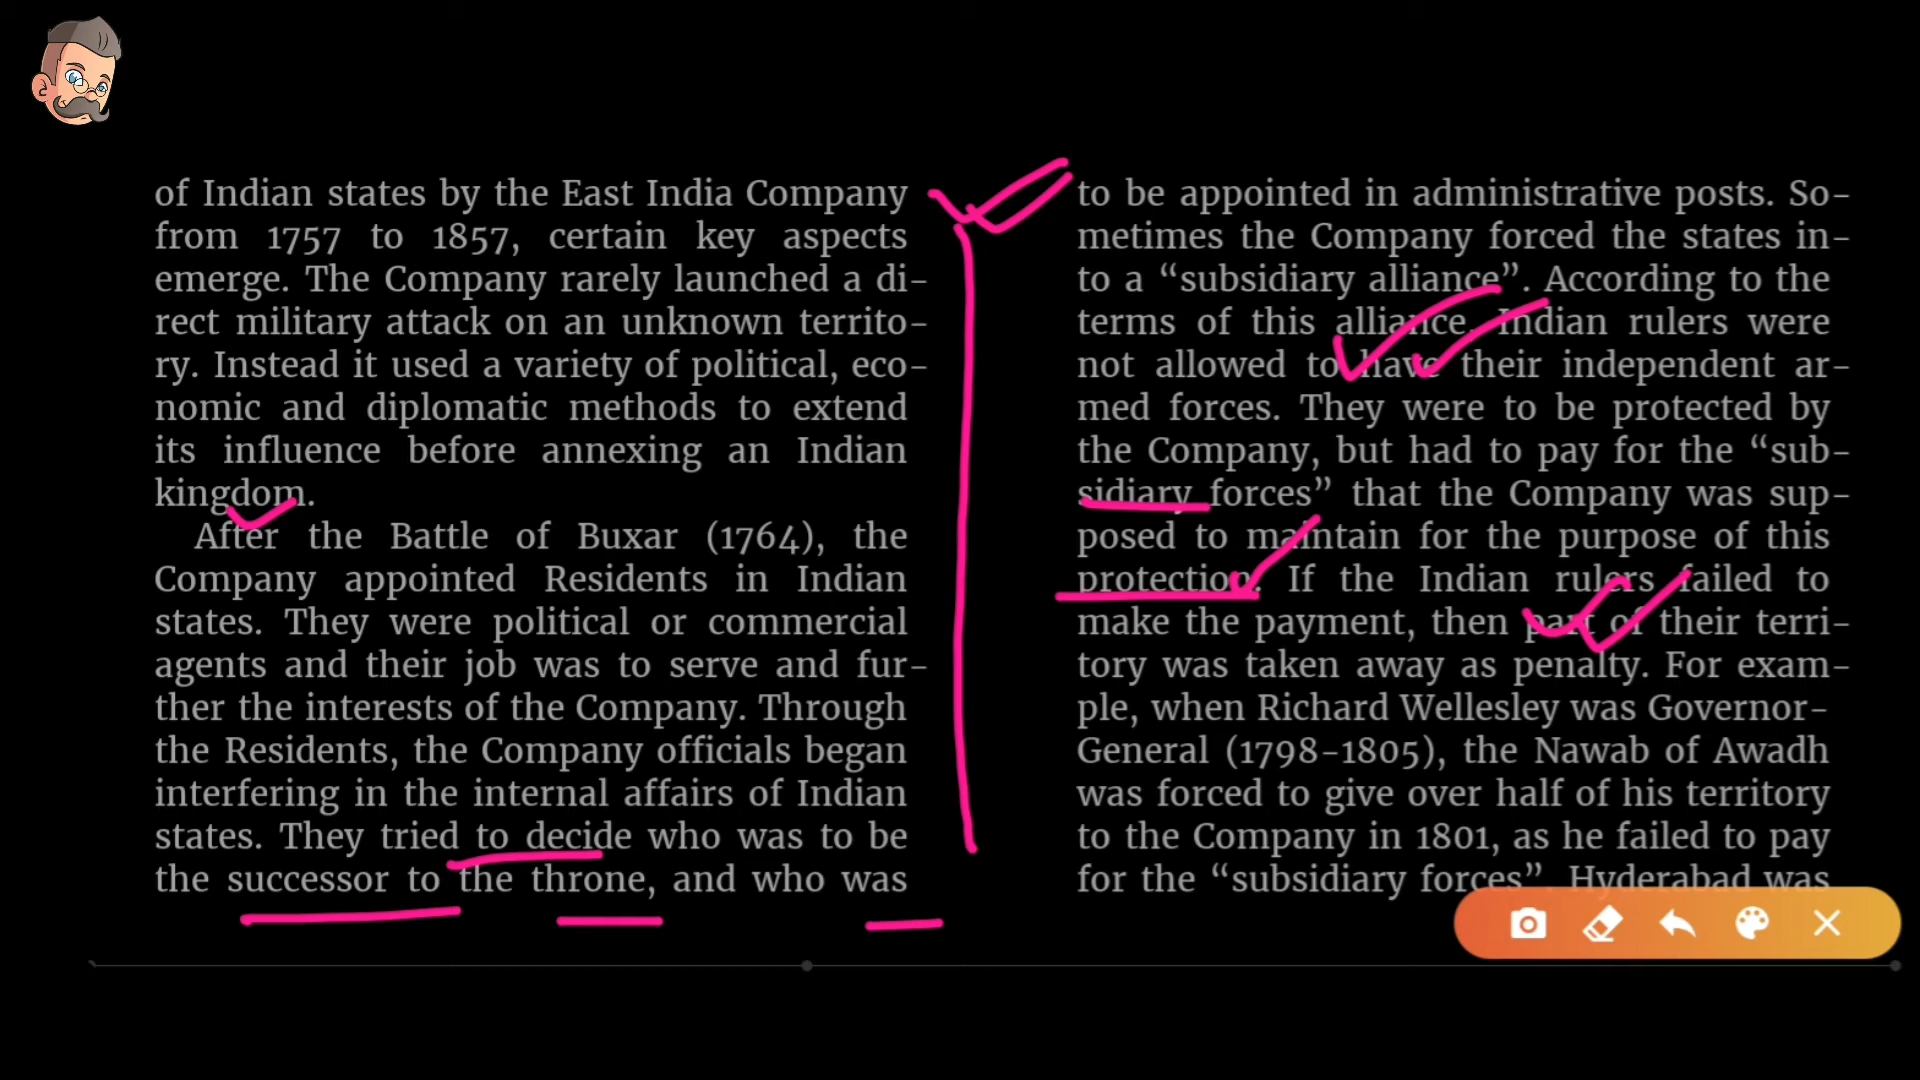 of Indian states by the East India Company
from 1757 to 1857, certain key aspects
emerge. The Company rarely launched a di-
rect military attack on an unknown territo-
ry. Instead it used a variety of political, eco-
nomic and diplomatic methods to extend
its influence before annexing an Indian
kingdom.
After the Battle of Buxar (1764), the
Company appointed Residents in Indian
states. They were political or commercial
agents and their job was to serve and fur-
ther the interests of the Company. Through
the Residents, the Company officials began
interfering in the internal affairs of Indian
states. They tried to decide who was to be
the successor to the throne, and who was
to be appointed in administrative posts. So-
metimes the Company forced the states in-
to a “subsidiary alliance”. According to the
terms of this alliance, Indian rulers were
not allowed to have their independent ar-
med forces. They were to be protected by
the Company, but had to pay for the “sub-
sidiary forces” that the Company was sup-
posed to maintain for the purpose of this
protection. If the Indian rulers failed to
make the payment, then part of their terri-
tory was taken away as penalty. For exam-
ple, when Richard Wellesley was Governor-
General (1798-1805), the Nawab of Awadh
was forced to give over half of his territory
to the Company in 1801, as he failed to pay
for the “subsidiary forces”. Hyderabad was